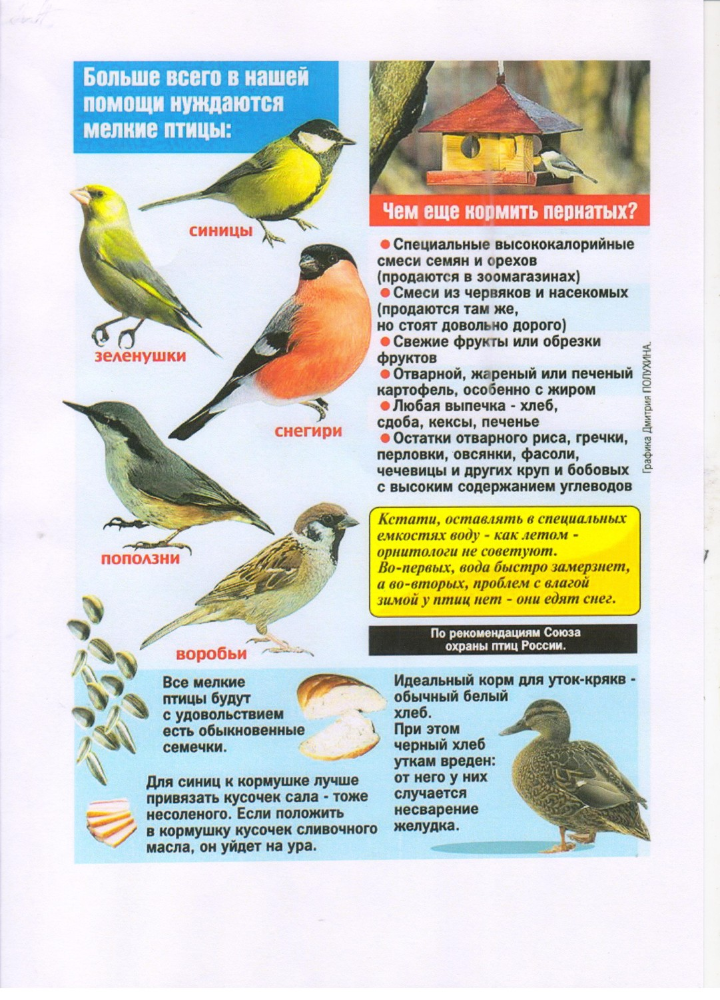 Больше всего в нашей
помощи нуждаются
мелкие птицы:
синицы
зеленушки
снегири
поползни
воробьи
Чем еще кормить пернатых?
● Специальные высококалорийные
смеси семян и орехов
(продаются в зоомагазинах)
● Смеси из червяков и насекомых
(продаются там же,
но стоят довольно дорого)
● Свежие фрукты или обрезки
фруктов
● Отварной, жареный или печеный
картофель, особенно с жиром
● Любая выпечка - хлеб,
сдоба, кексы, печенье
● Остатки отварного риса, гречки,
перловки, овсянки, фасоли,
чечевицы и других круп и бобовых
с высоким содержанием углеводов
Графика Дмитрия ПОЛУХИНА.
Кстати, оставлять в специальных
емкостях воду - как летом -
орнитологи не советуют.
Во-первых, вода быстро замерзнет,
а во-вторых, проблем с влагой
зимой у птиц нет - они едят снег.
По рекомендациям Союза
охраны птиц России.
Все мелкие
птицы будут
с удовольствием
есть обыкновенные
семечки.
Для синиц к кормушке лучше
привязать кусочек сала - тоже
несоленого. Если положить
в кормушку кусочек сливочного
масла, он уйдет на ура.
Идеальный корм для уток-крякв -
обычный белый
хлеб.
При этом
черный хлеб
уткам вреден:
от него у них
случается
несварение
желудка.